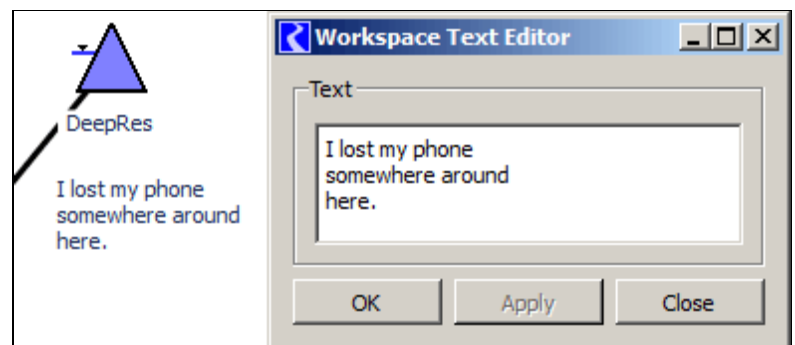 DeepRes
I lost my phone
somewhere around
here.
Workspace Text Editor
Text
I lost my phone
somewhere around
here.
OK
Apply
Close